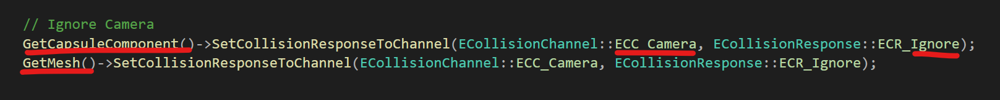 // Ignore Camera
GetCapsuleComponent()->SetCollisionResponseToChannel(ECollisionChannel::ECC_Camera, ECollisionResponse::ECR_Ignore);
GetMesh()->SetCollisionResponseToChannel(ECollisionChannel::ECC_Camera, ECollisionResponse::ECR_Ignore);